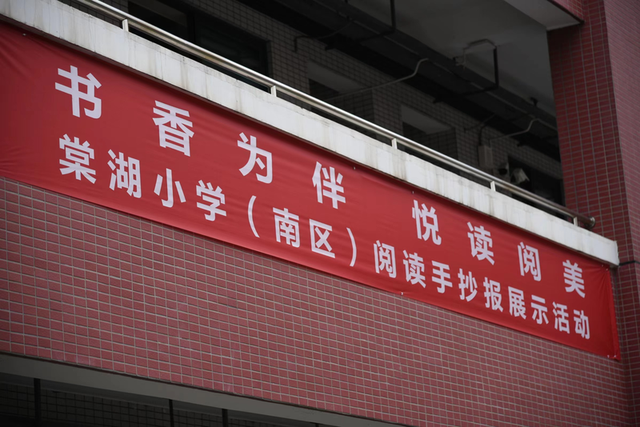 书香为伴 悦读阅美
棠湖小学（南区）阅读手抄报展示活动